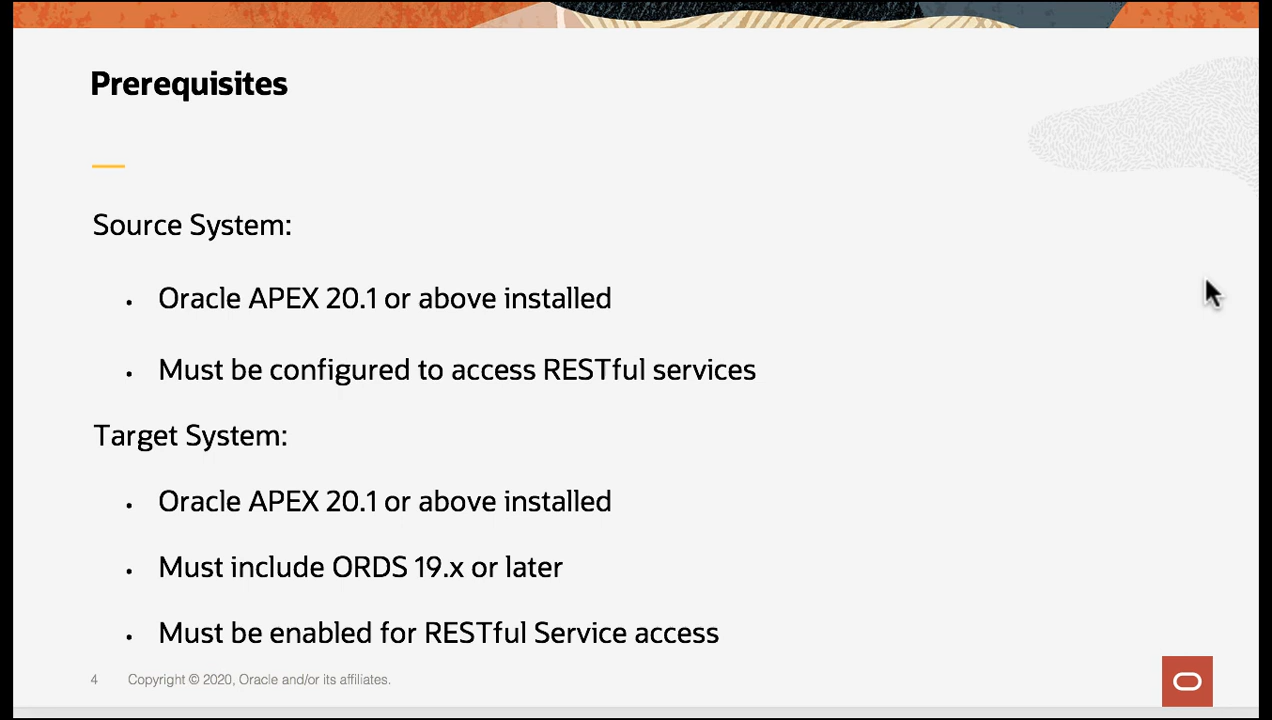 Prerequisites
Source System:
• Oracle APEX 20.1 or above installed
• Must be configured to access RESTful services
Target System:
• Oracle APEX 20.1 or above installed
• Must include ORDS 19.x or later
• Must be enabled for RESTful Service access
4 Copyright © 2020, Oracle and/or its affiliates.